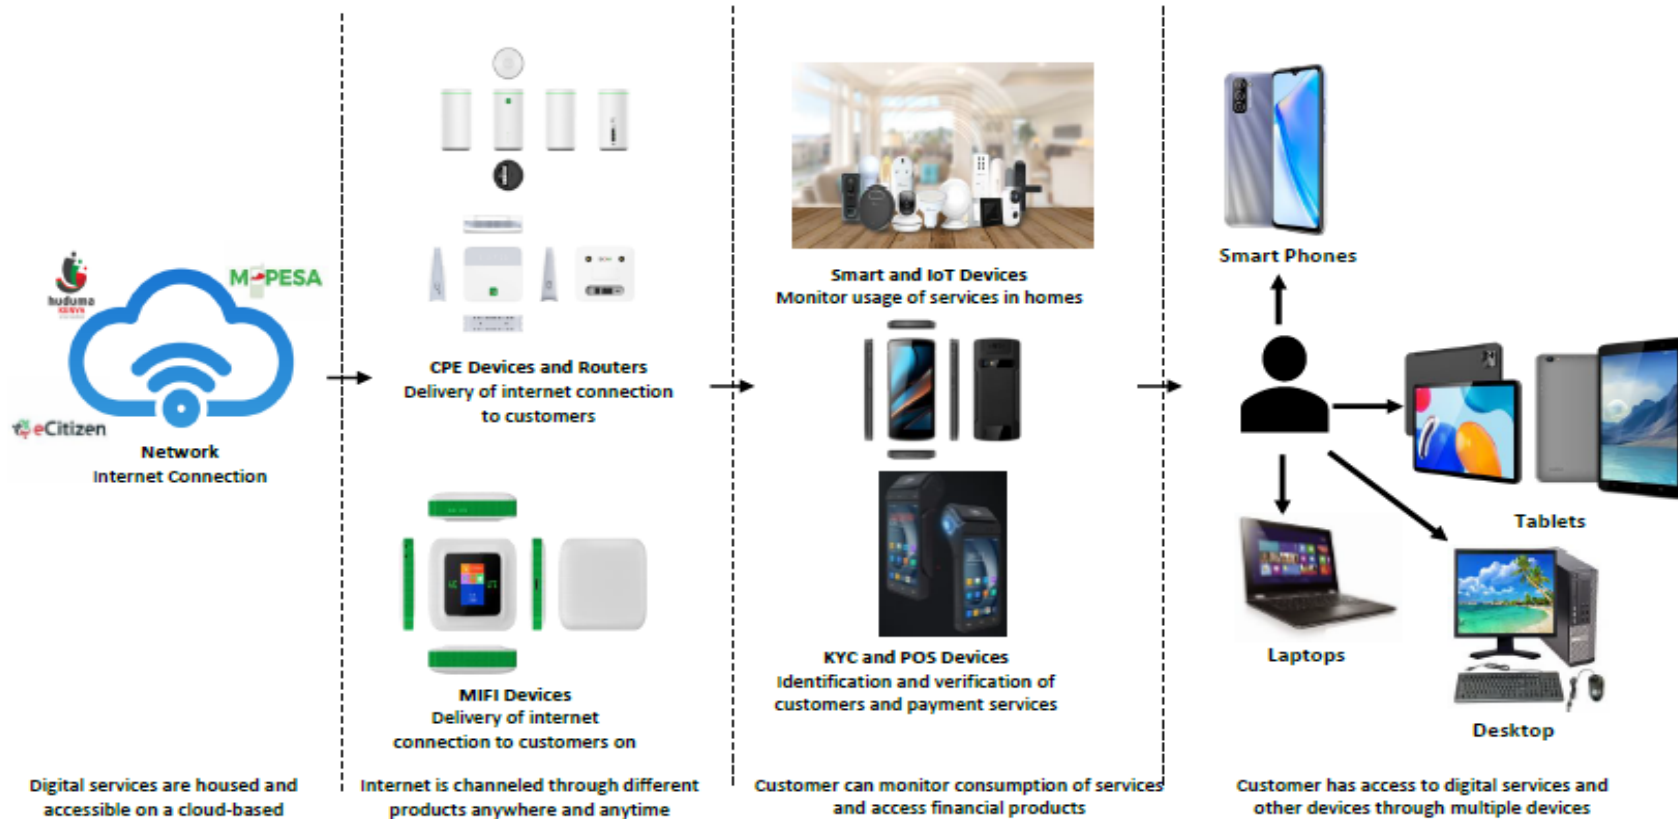 huduma
KENYA
M-PESA
eCitizen
Network
Internet Connection
Digital services are housed and
accessible on a cloud-based
CPE Devices and Routers
Delivery of internet connection
to customers
MIFI Devices
Delivery of internet
connection to customers on
Internet is channeled through different
products anywhere and anytime
Smart and IoT Devices
Monitor usage of services in homes
KYC and POS Devices
Identification and verification of
customers and payment services
Customer can monitor consumption of services
and access financial products
Smart Phones
Tablets
Laptops
Desktop
Customer has access to digital services and
other devices through multiple devices